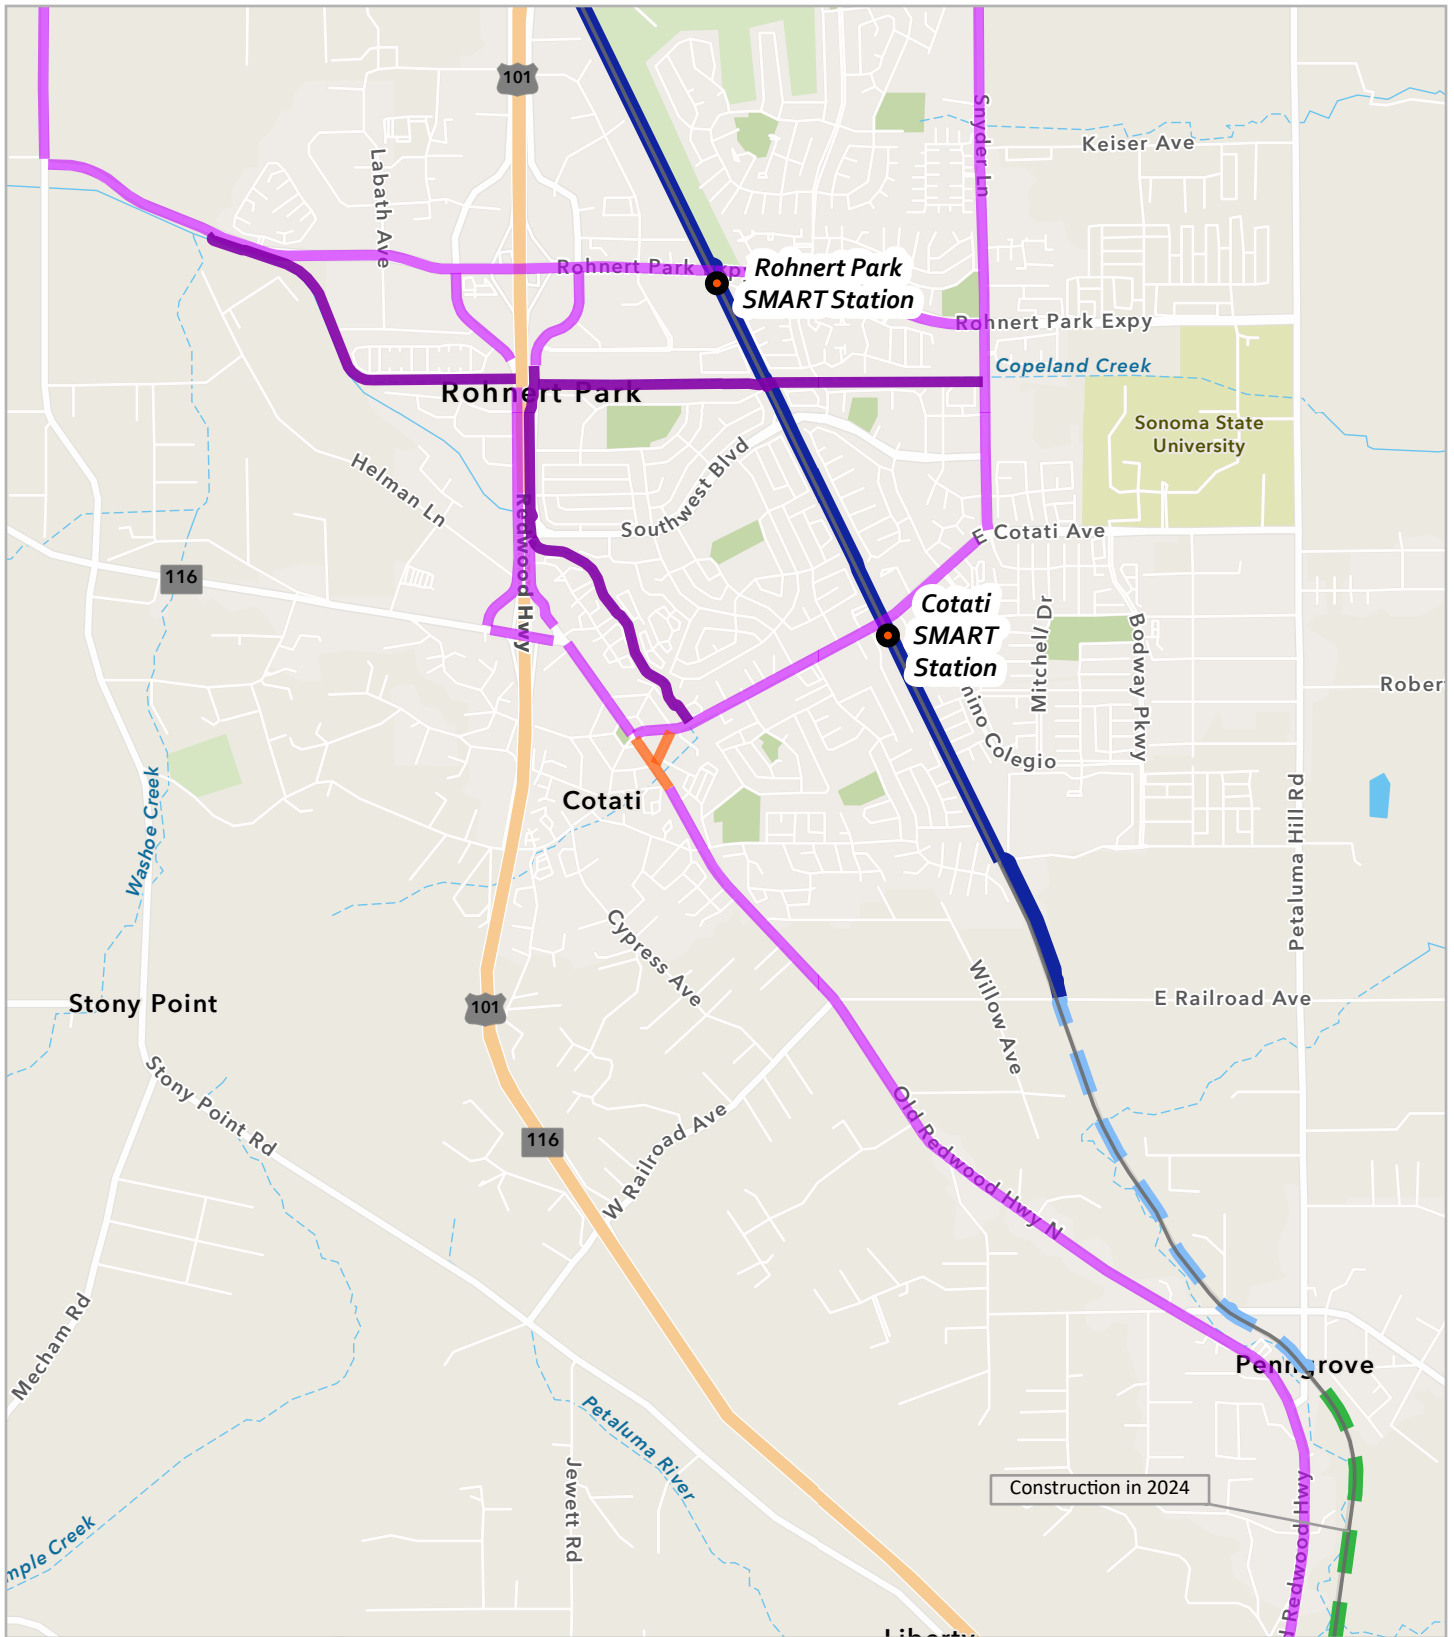 101
Snyder Ln
Keiser Ave
Labath Ave
Rohnert Park Exp
Rohnert Park
SMART Station
Rohnert Park Expy
Copeland Creek
Rohnert Park
Sonoma State
University
Southwest Blvd
Helman Ln
Redwood Hwy
E Cotati Ave
116
Cotati
SMART
Station
Mitchel/ Dr
Bodway Pkwy
Rober
nino Colegio
Cotati
Washoe Creek
Petaluma Hill Rd
Cypress Ave
Willow Ave
E Railroad Ave
Stony Point
101
Stony Point Rd
116
W Railroad Ave
Old Redwood Hwy N
Mecham Rd
Penngrove
Petaluma River
Jewett Rd
Construction in 2024
Redwood Hwy
mple Creek
Liberty